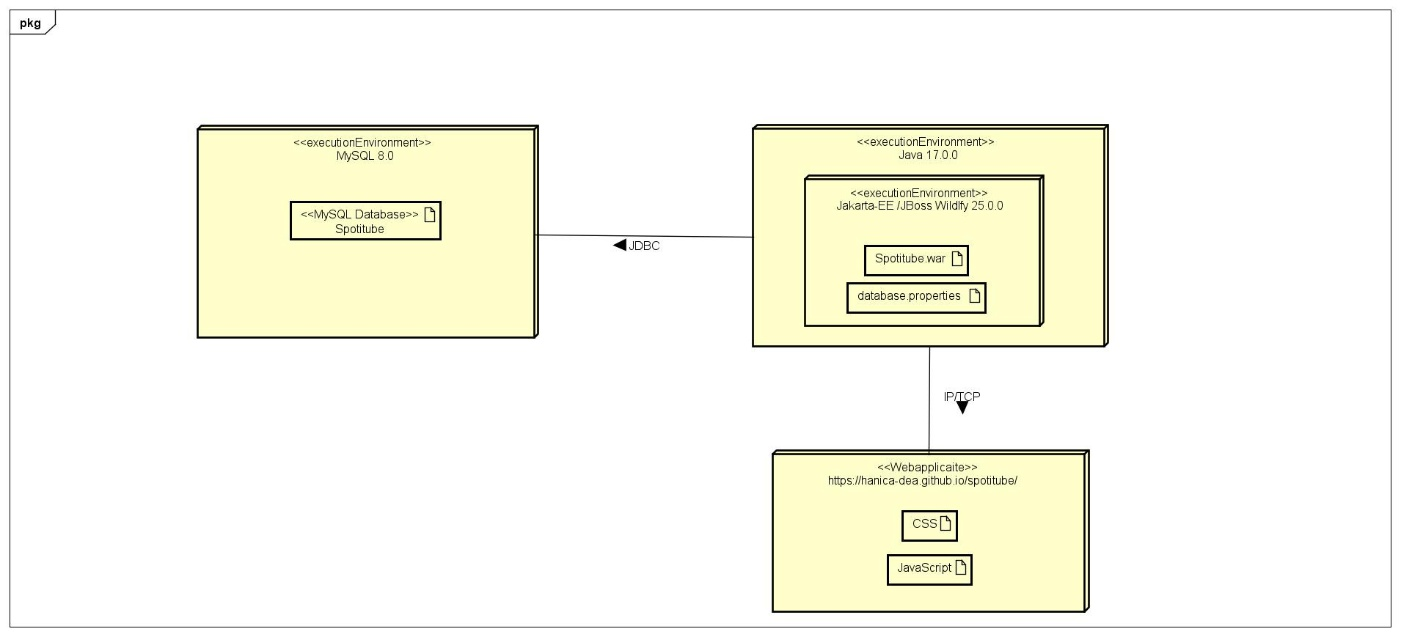 pkg
<<executionEnvironment>>
MySQL 8.0
<<MySQL Database>>
Spotitube
JDBC
<<executionEnvironment>>
Java 17.0.0
<<executionEnvironment>>
Jakarta-EE /JBoss Wildfy 25.0.0
Spotitube.war
database.properties
IP/TCP
<<Webapplicaite>>
https://hanica-dea.github.io/spotitube/
CSS
JavaScript